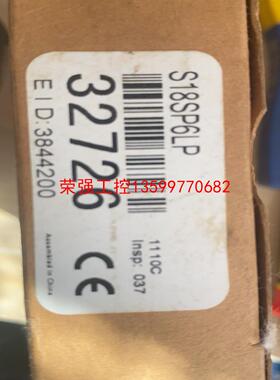 S18SP6LP
1110C
Insp: 037
32726
CE
E I D:3844200
Assembled in China
荣强工控13599770682